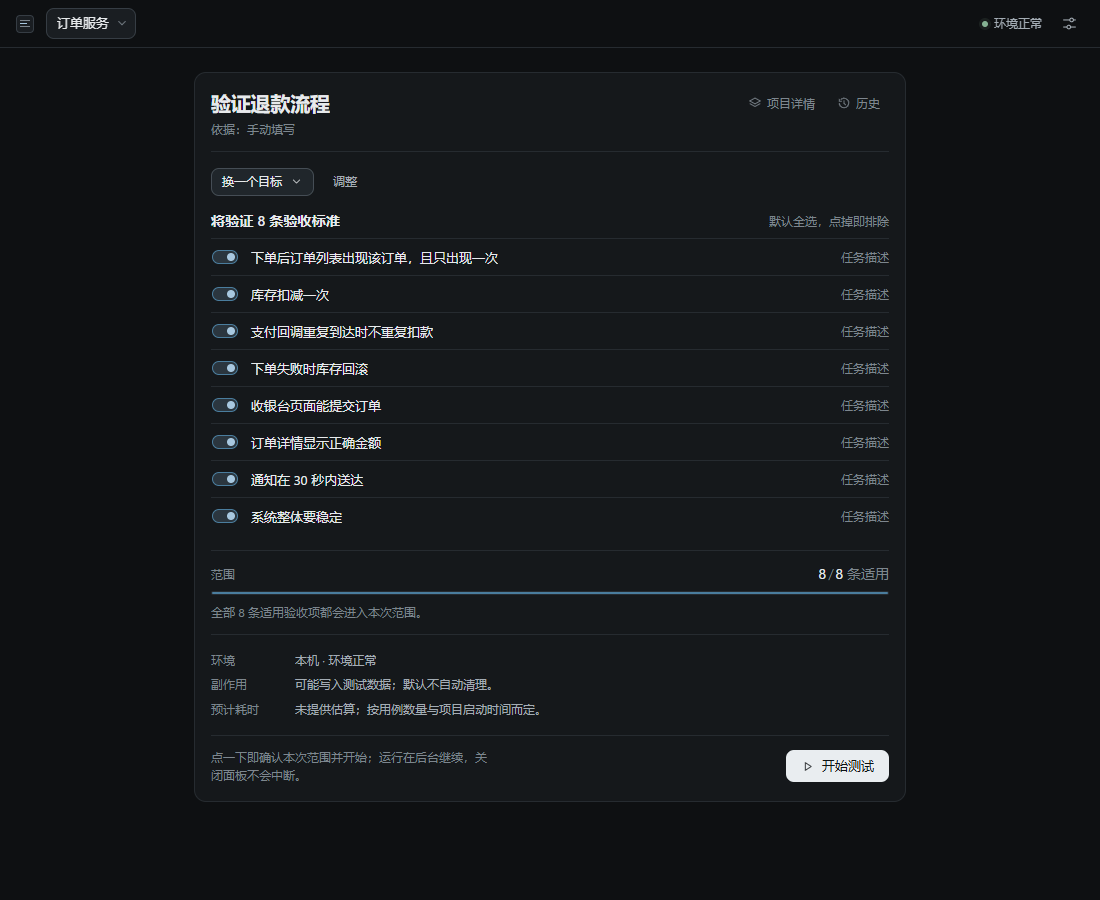 订单服务
环境正常
验证退款流程
项目详情
历史
依据：手动填写
换一个目标
调整
将验证 8 条验收标准
默认全选，点掉即排除
下单后订单列表出现该订单，且只出现一次
任务描述
库存扣减一次
任务描述
支付回调重复到达时不重复扣款
任务描述
下单失败时库存回滚
任务描述
收银台页面能提交订单
任务描述
订单详情显示正确金额
任务描述
通知在 30 秒内送达
任务描述
系统整体要稳定
任务描述
范围
8/8 条适用
全部 8 条适用验收项都会进入本次范围。
环境
本机 · 环境正常
副作用
可能写入测试数据；默认不自动清理。
预计耗时
未提供估算；按用例数量与项目启动时间而定。
点一下即确认本次范围并开始；运行在后台继续，关
闭面板不会中断。
开始测试